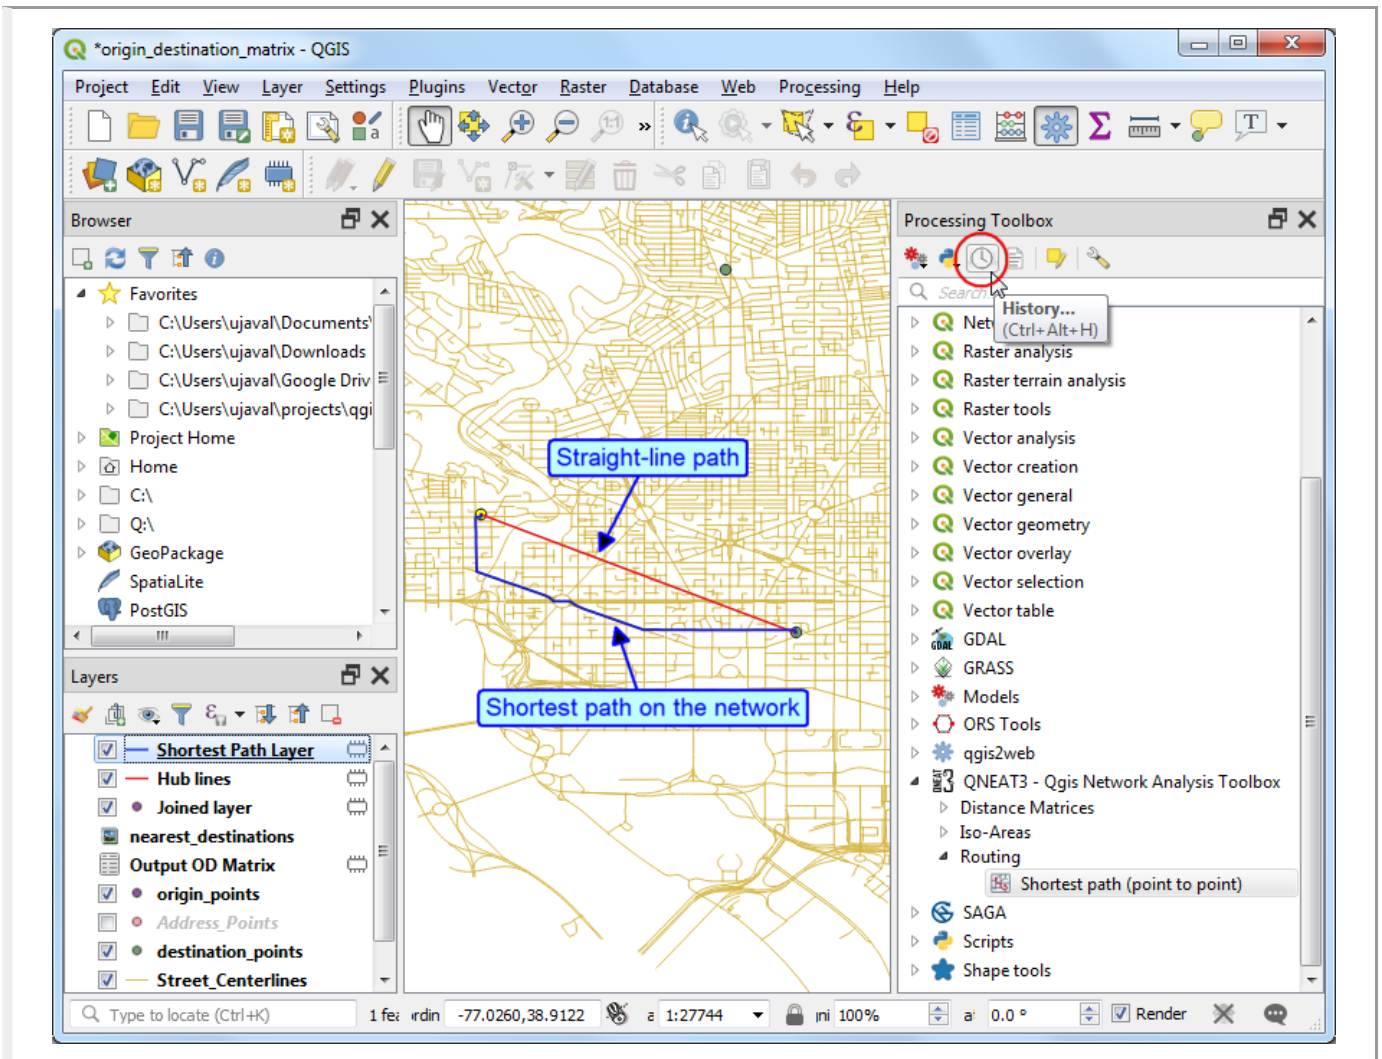 *origin_destination_matrix - QGIS
Project Edit View Layer Settings Plugins Vector Raster Database Web Processing Help
Browser
Favorites
C:\Users\ujaval\Documents'
C:\Users\ujaval\Downloads
C:\Users\ujaval\Google Driv
C:\Users\ujaval\projects\qgi
Project Home
Home
C:\
Q:\
GeoPackage
SpatiaLite
PostGIS
Layers
Shortest Path Layer
Hub lines
Joined layer
nearest_destinations
Output OD Matrix
origin_points
Address_Points
destination_points
Street_Centerlines
Straight-line path
Shortest path on the network
Processing Toolbox
Search...
History...
(Ctrl+Alt+H)
Net
Raster analysis
Raster terrain analysis
Raster tools
Vector analysis
Vector creation
Vector general
Vector geometry
Vector overlay
Vector selection
Vector table
GDAL
GRASS
Models
ORS Tools
qgis2web
QNEAT3 - Qgis Network Analysis Toolbox
Distance Matrices
Iso-Areas
Routing
Shortest path (point to point)
SAGA
Scripts
Shape tools
Type to locate (Ctrl+K) 1 fea rdin -77.0260,38.9122 a 1:27744 ni 100% a 0.0 ° Render